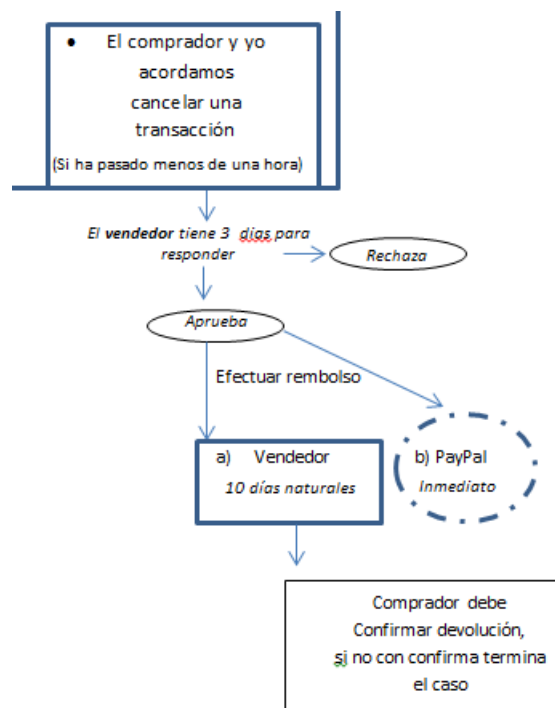 • El comprador y yo
acordamos
cancelar una
transacción
(Si ha pasado menos de una hora)
El vendedor tiene 3 días para
responder
Rechaza
Aprueba
Efectuar rembolso
a) Vendedor
10 días naturales
b) PayPal
Inmediato
Comprador debe
Confirmar devolución,
si no con confirma termina
el caso